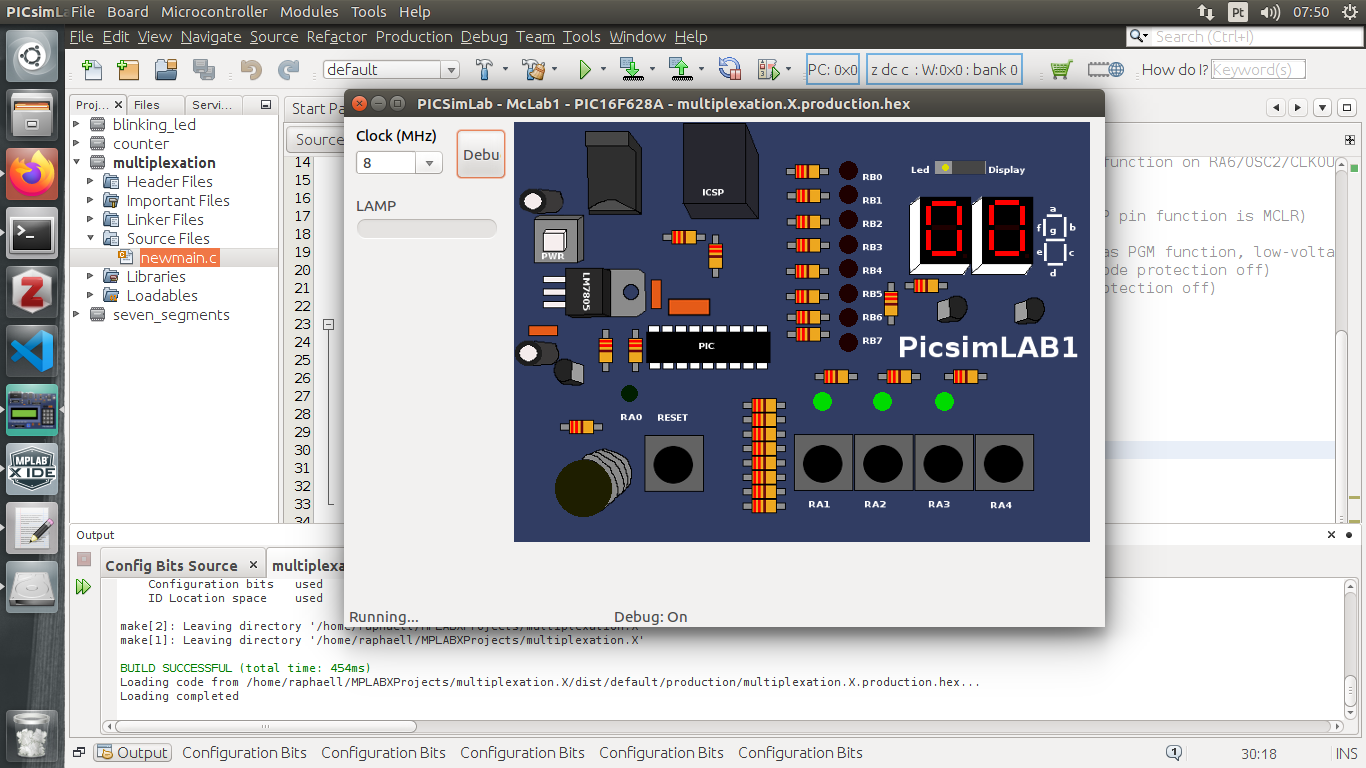 PICsimLa File Board Microcontroller Modules Tools Help Pt 07:50
File Edit View Navigate Source Refactor Production Debug Team Tools Window Help Search (Ctrl+I)
default PC: 0x0 z dc c : W:0x0 : bank 0 How do I? Keyword(s)
Proj... Files Servi... Start Pa
PICSimLab - McLab1 - PIC16F628A - multiplexation.X.production.hex
blinking_led
counter
multiplexation
Header Files
Important Files
Linker Files
Source Files
newmain.c
Libraries
Loadables
seven_segments
Source
14
15
16
17
18
19
20
21
22
23
24
25
26
27
28
29
30
31
32
33
34
function on RA6/OSC2/CLKOU
P pin function is MCLR)
as PGM function, low-volta
ode protection off)
otection off)
Clock (MHz)
8
Debu
LAMP
ICSP
PWR
LM7805
PIC
RA0
RESET
RB0
RB1
RB2
RB3
RB4
RB5
RB6
RB7
Led Display
00
a
f
b
g
e
c
d
PicsimLAB1
RA1 RA2 RA3 RA4
Running... Debug: On
Output
Config Bits Source multiplexa
Configuration bits used
ID Location space used
make[2]: Leaving directory '/home/raphaell/MPLABXProjects/multiplexation.X'
make[1]: Leaving directory '/home/raphaell/MPLABXProjects/multiplexation.X'
BUILD SUCCESSFUL (total time: 454ms)
Loading code from /home/raphaell/MPLABXProjects/multiplexation.X/dist/default/production/multiplexation.X.production.hex...
Loading completed
Output Configuration Bits Configuration Bits Configuration Bits Configuration Bits Configuration Bits 1 30:18 INS
MPLAB
X IDE